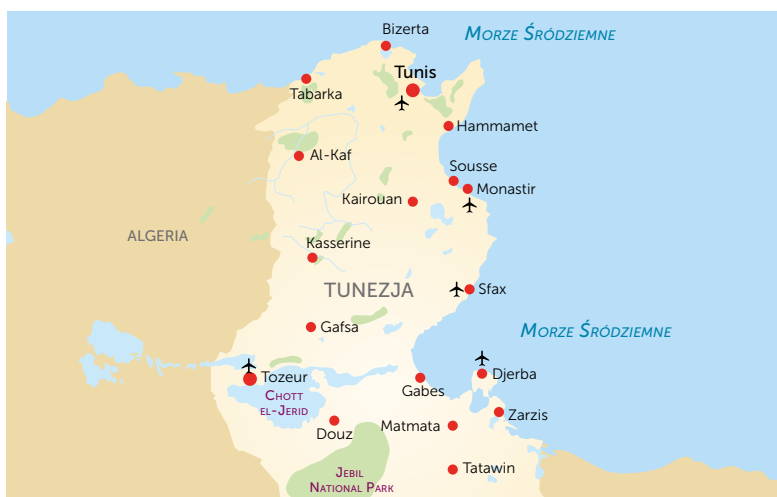 Bizerta
MORZE ŚRÓDZIEMNE
Tunis
Tabarka
Hammamet
Al-Kaf
Sousse
Monastir
Kairouan
ALGERIA
Kasserine
TUNEZJA
Sfax
Gafsa
MORZE ŚRÓDZIEMNE
Tozeur
Djerba
CHOTT
EL-JERID
Gabes
Zarzis
Douz
Matmata
Tatawin
JEBIL
NATIONAL PARK